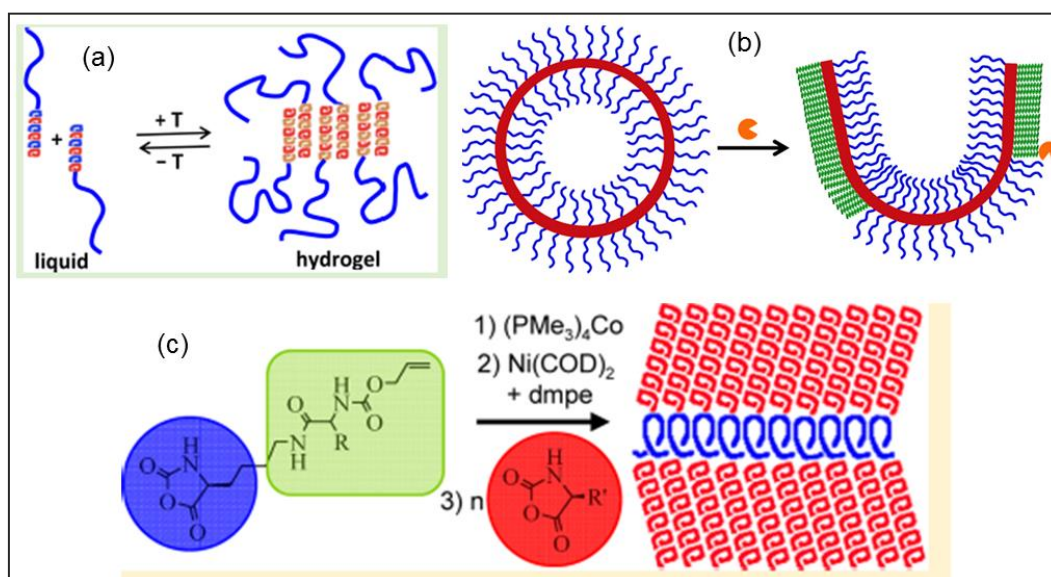 (a)
+ T
+
− T
liquid
hydrogel
(b)
(c)
1) (PMe₃)₄Co
2) Ni(COD)₂
+ dmpe
3) n
H
N
O
O
O
H
N
O
O
N
H
R
H
N
O
O
O
R'